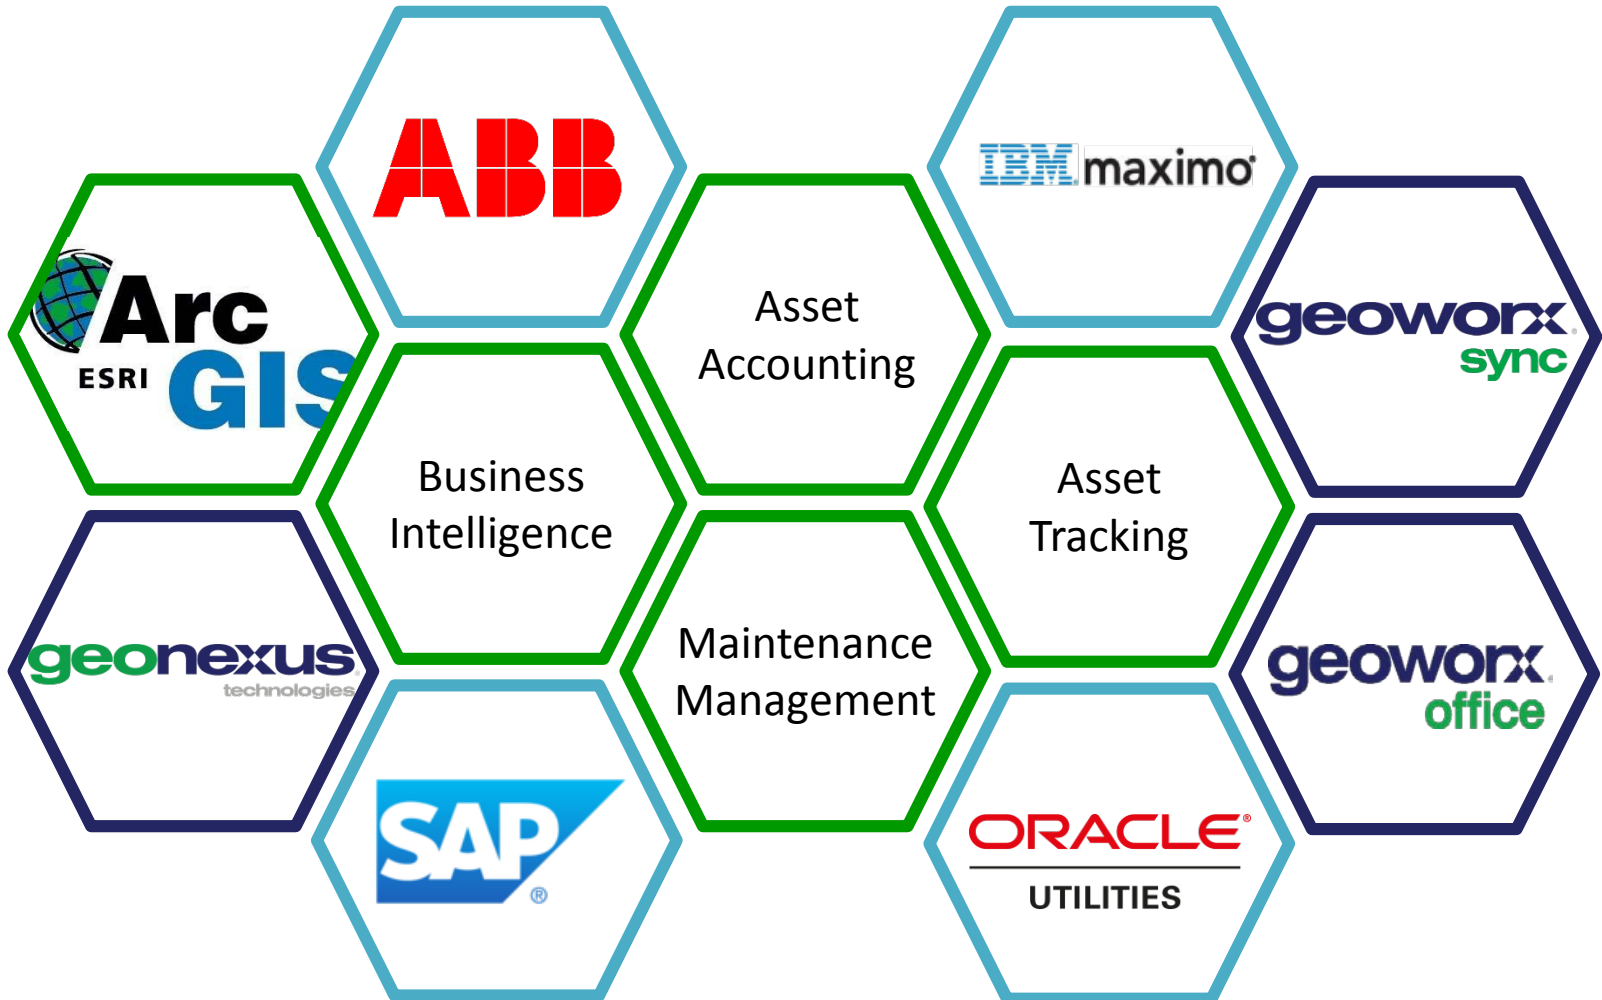 ABB
IBM maximo
Arc
ESRI GIS
Asset
Accounting
geoworx
sync
Business
Intelligence
Asset
Tracking
geonexus
technologies
Maintenance
Management
geoworx
office
SAP®
ORACLE®
UTILITIES